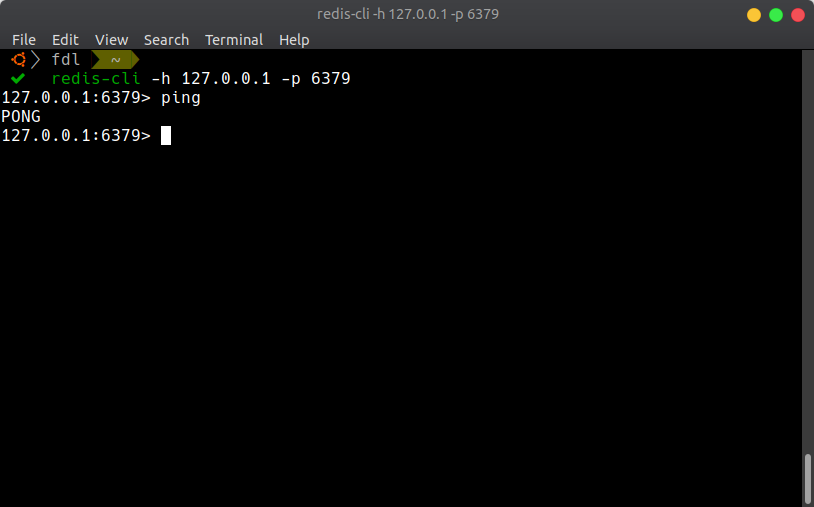 redis-cli -h 127.0.0.1 -p 6379
File Edit View Search Terminal Help
fdl ~
redis-cli -h 127.0.0.1 -p 6379
127.0.0.1:6379> ping
PONG
127.0.0.1:6379>